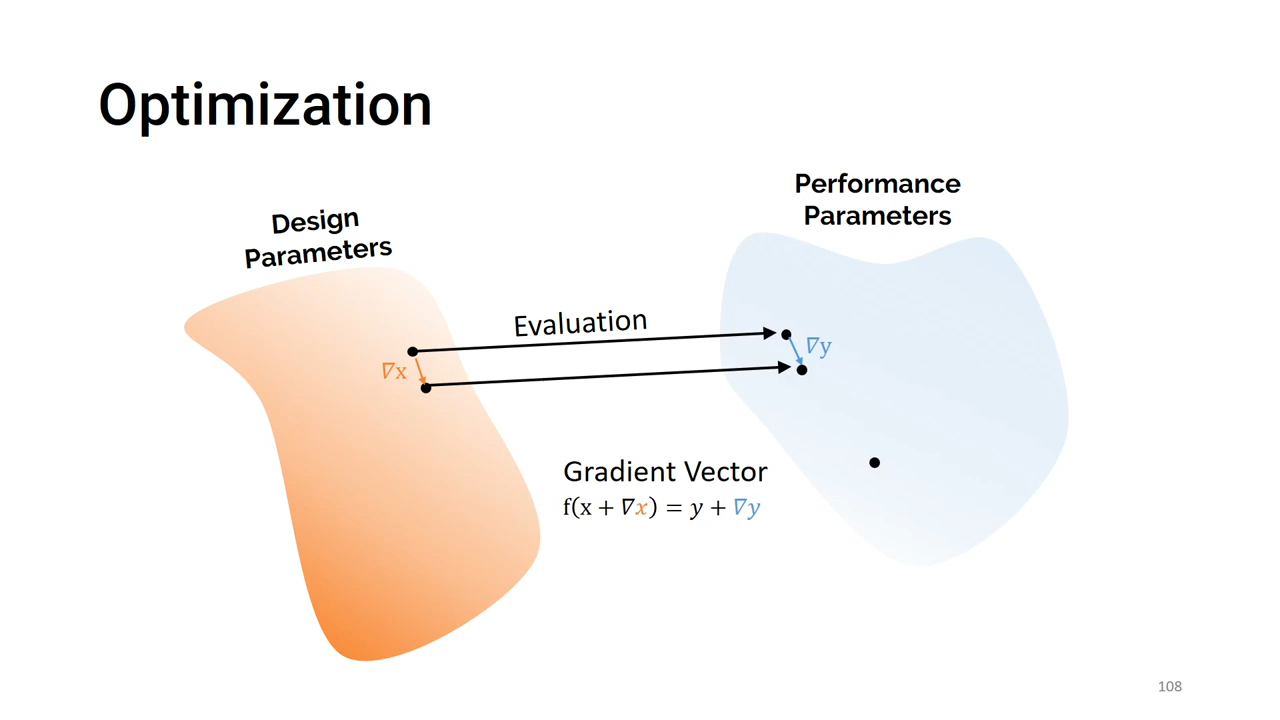 Optimization
Design
Parameters
Performance
Parameters
Evaluation
∇x
∇y
Gradient Vector
f(x + ∇x) = y + ∇y
108